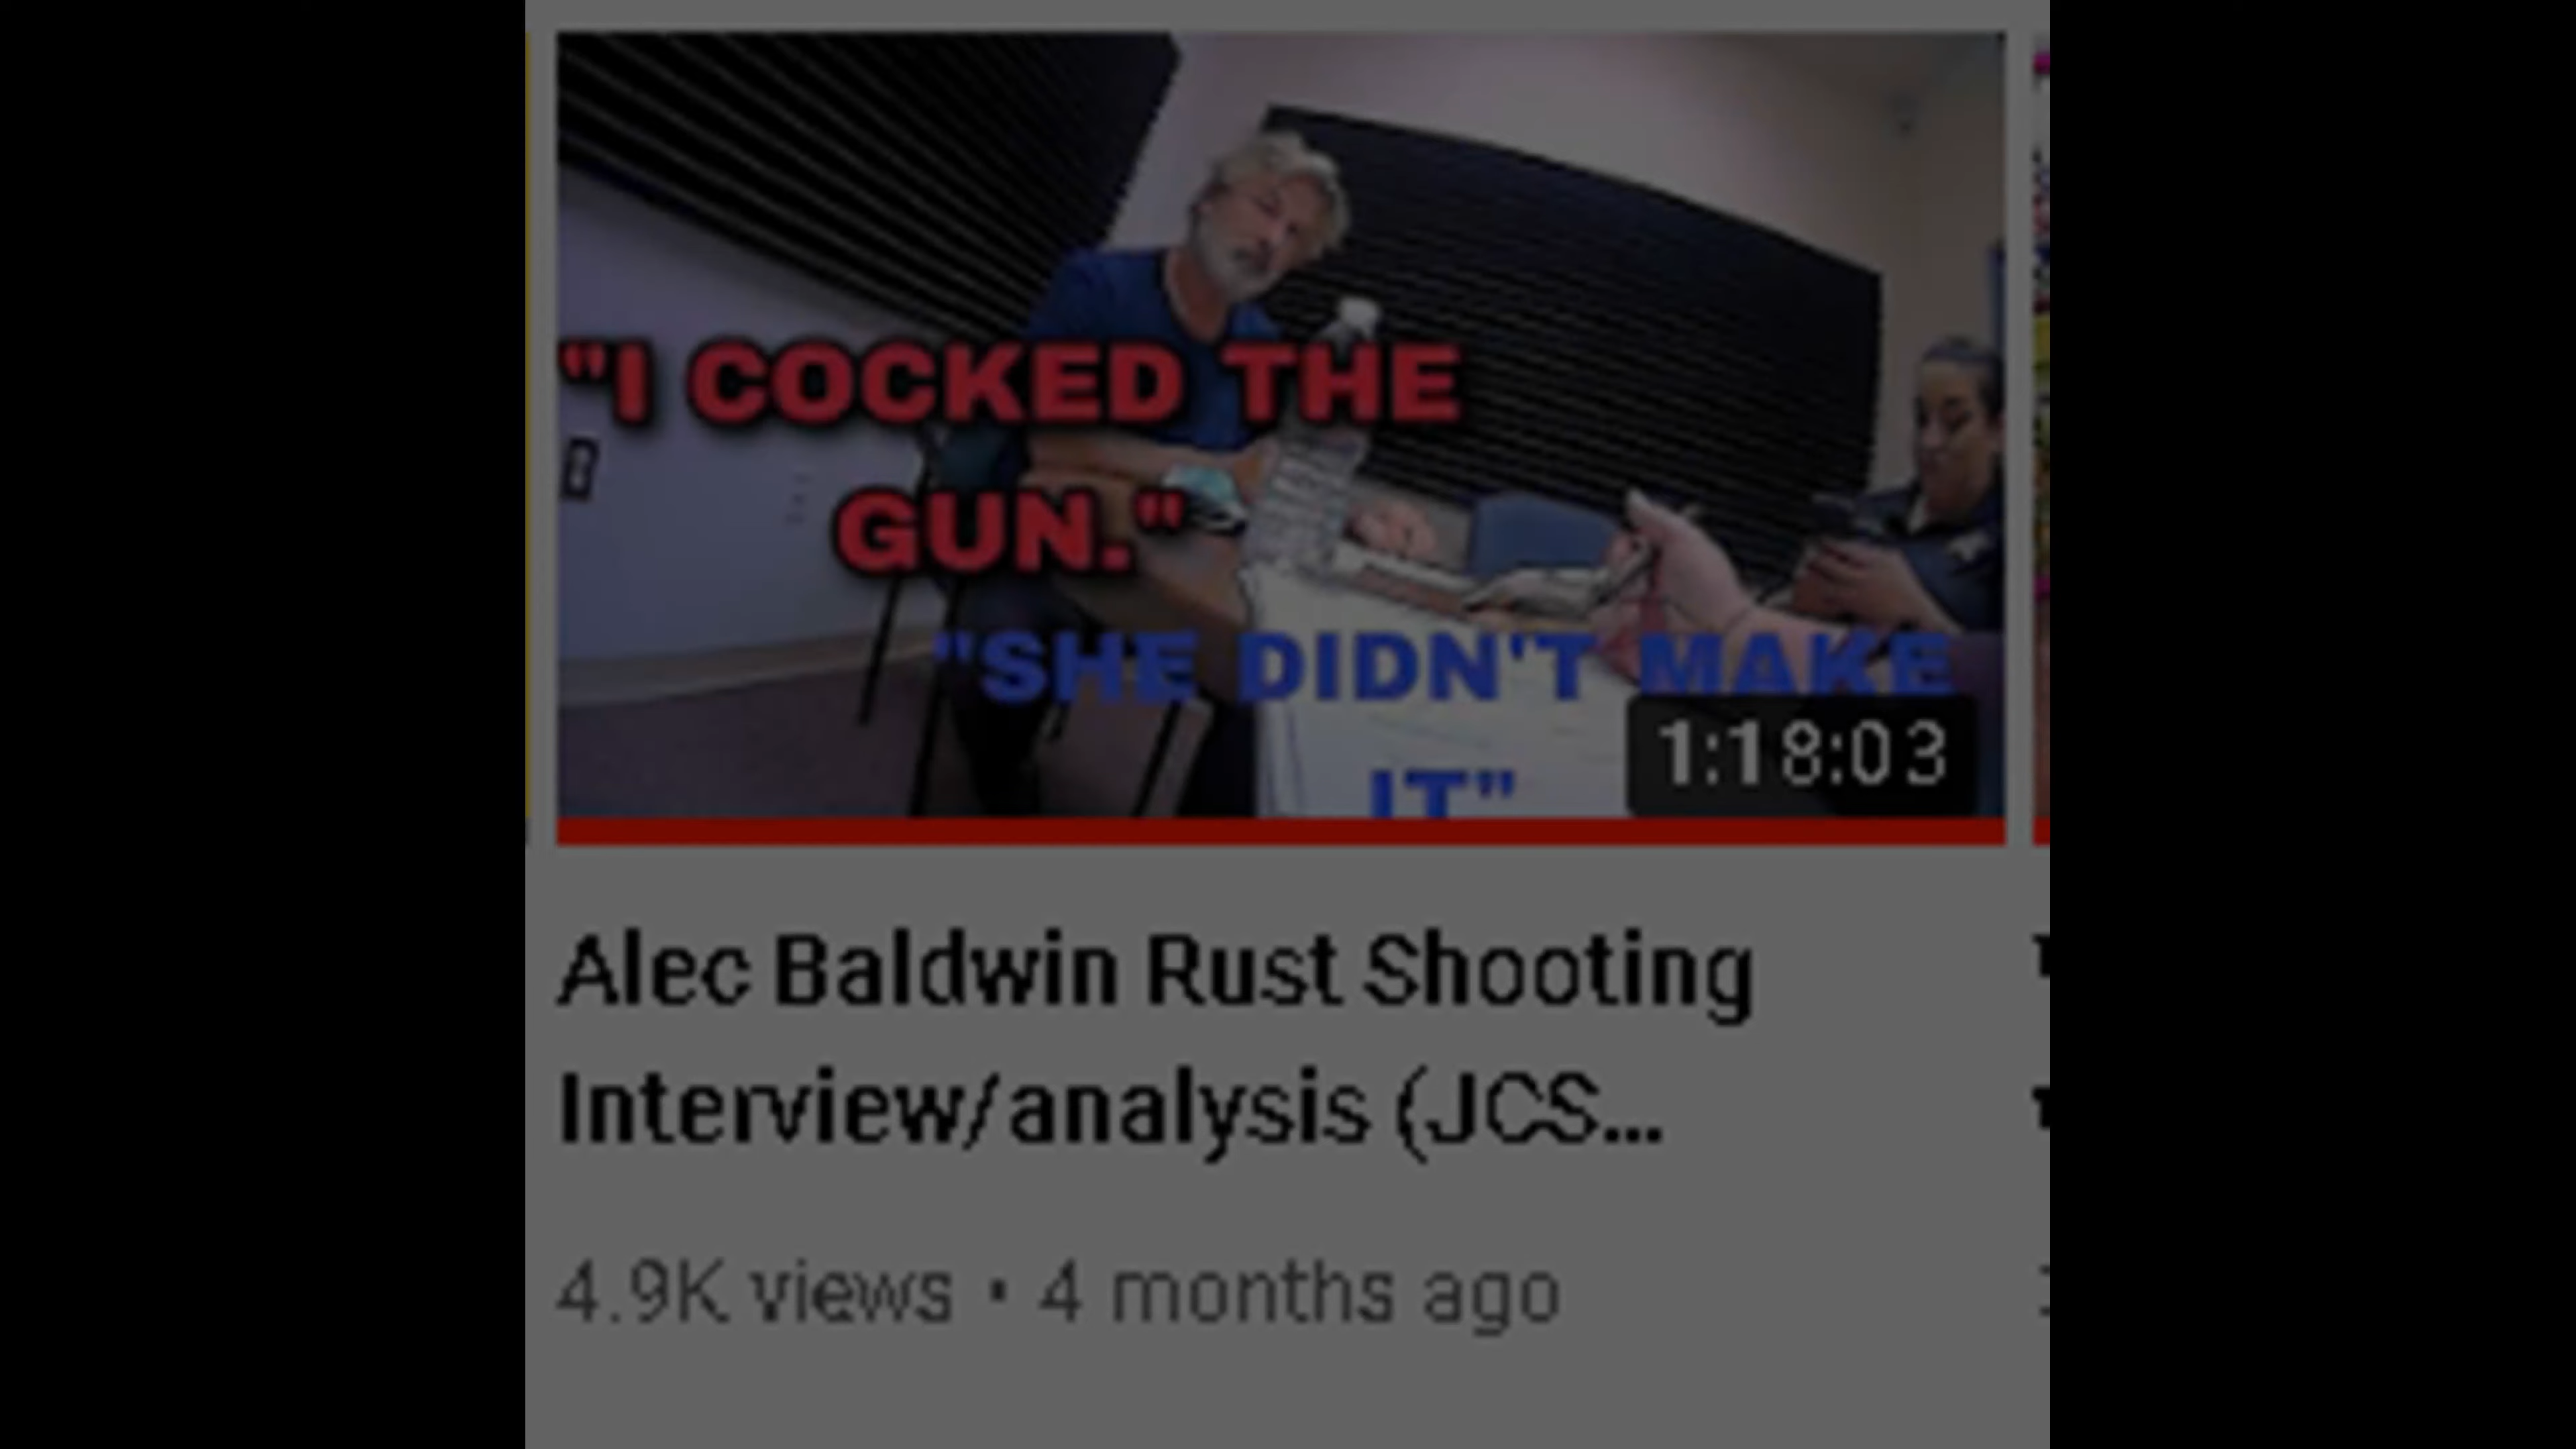 "I COCKED THE
GUN."
"SHE DIDN'T MAKE
IT"
1:18:03
Alec Baldwin Rust Shooting
Interview/analysis (JCS...
4.9K views • 4 months ago